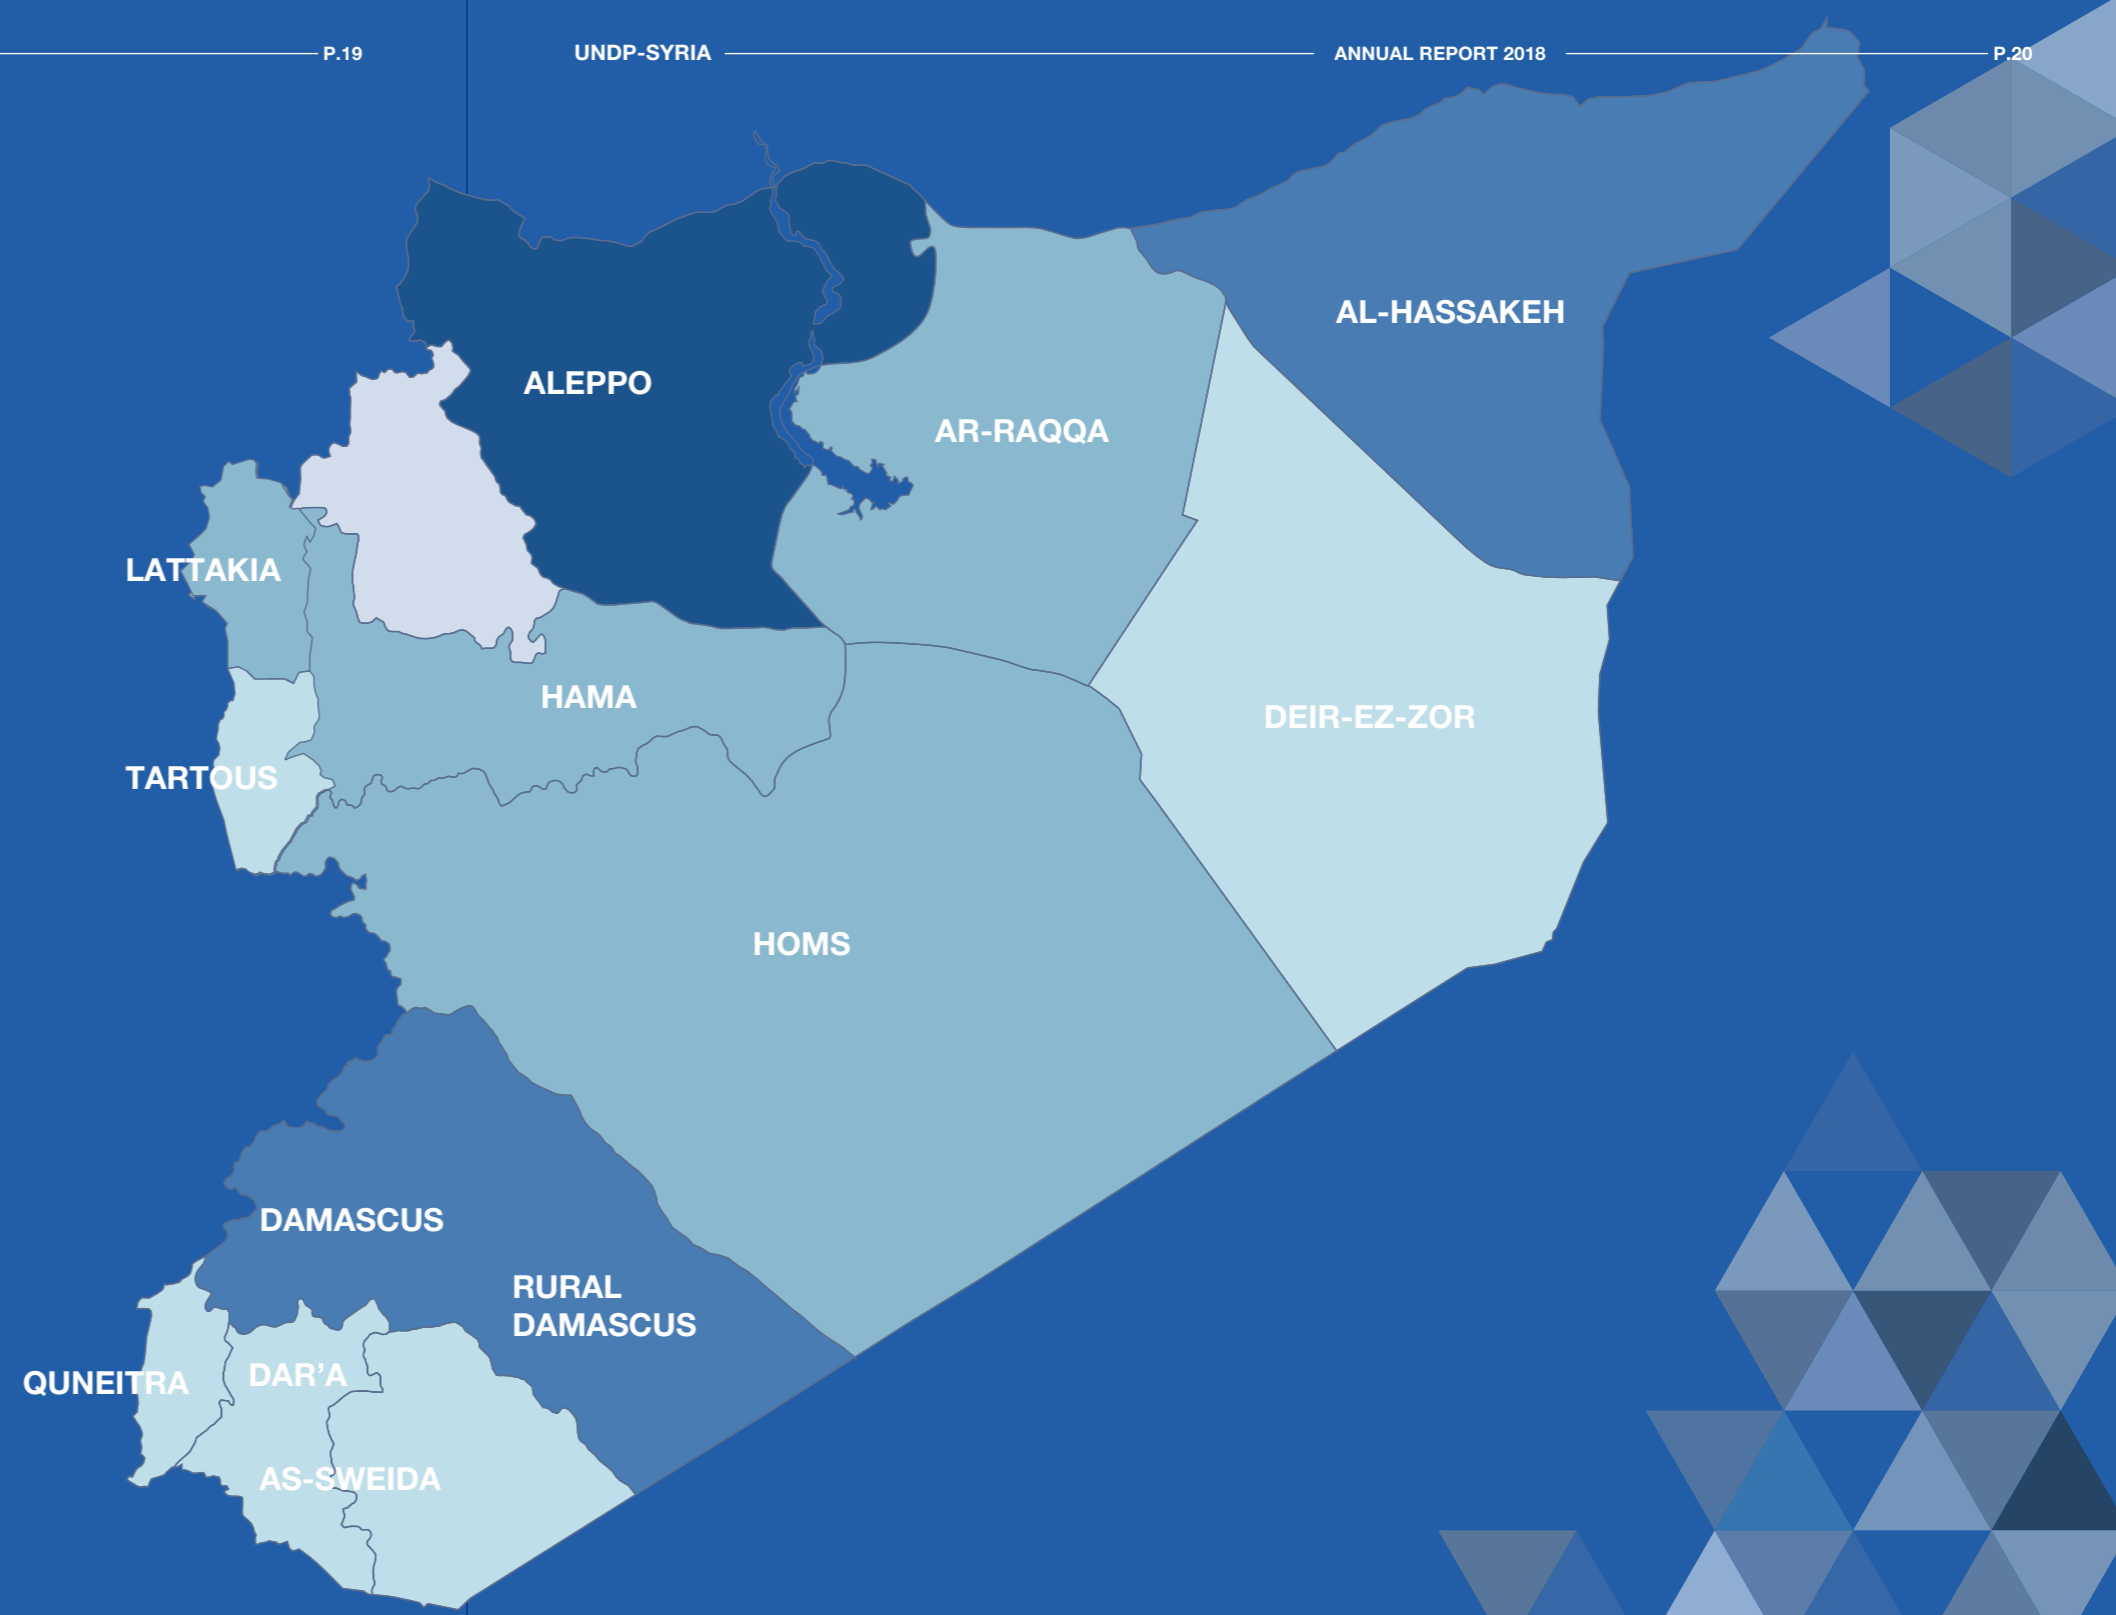 P.19
UNDP-SYRIA
ANNUAL REPORT 2018
P.20
AL-HASSAKEH
ALEPPO
AR-RAQQA
LATTAKIA
HAMA
DEIR-EZ-ZOR
TARTOUS
HOMS
DAMASCUS
RURAL
DAMASCUS
QUNEITRA
DAR’A
AS-SWEIDA